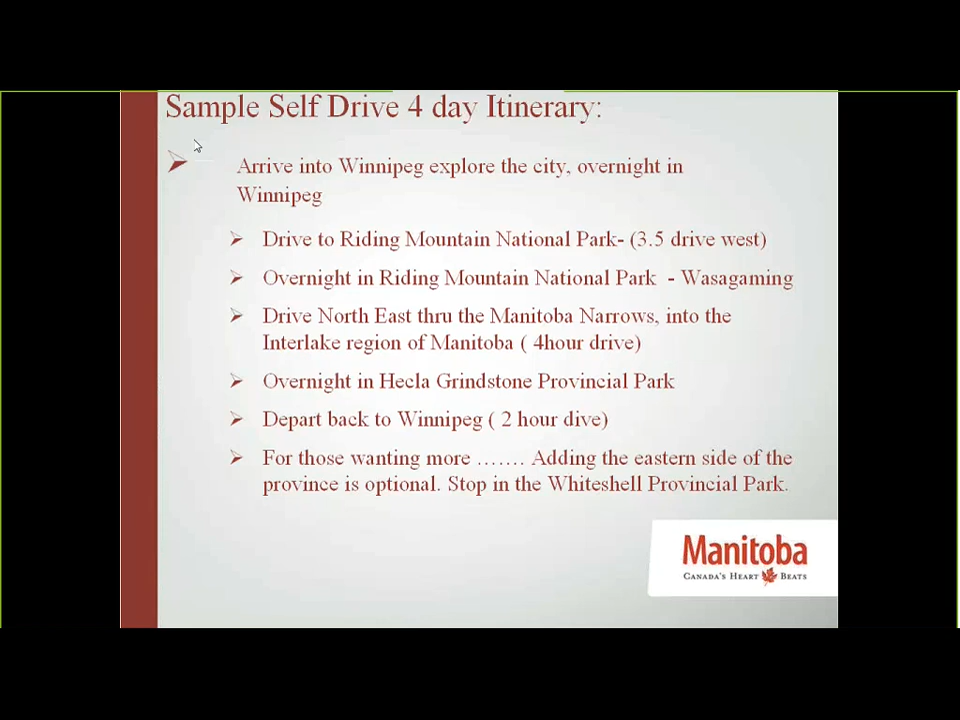 Sample Self Drive 4 day Itinerary:
Arrive into Winnipeg explore the city, overnight in
Winnipeg
Drive to Riding Mountain National Park- (3.5 drive west)
Overnight in Riding Mountain National Park - Wasagaming
Drive North East thru the Manitoba Narrows, into the
Interlake region of Manitoba ( 4hour drive)
Overnight in Hecla Grindstone Provincial Park
Depart back to Winnipeg ( 2 hour dive)
For those wanting more ……. Adding the eastern side of the
province is optional. Stop in the Whiteshell Provincial Park.
Manitoba
CANADA'S HEART BEATS